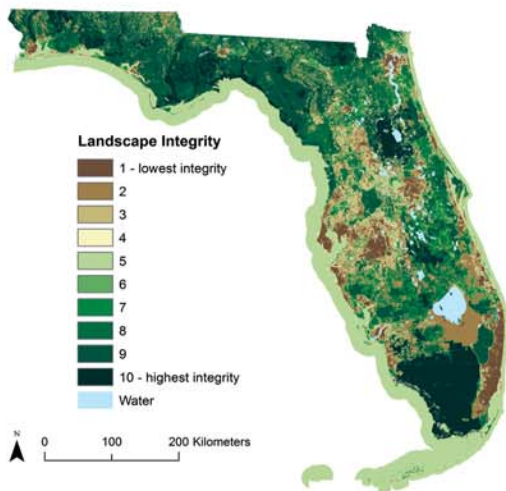 Landscape Integrity
1 - lowest integrity
2
3
4
5
6
7
8
9
10 - highest integrity
Water
N
0 100 200 Kilometers